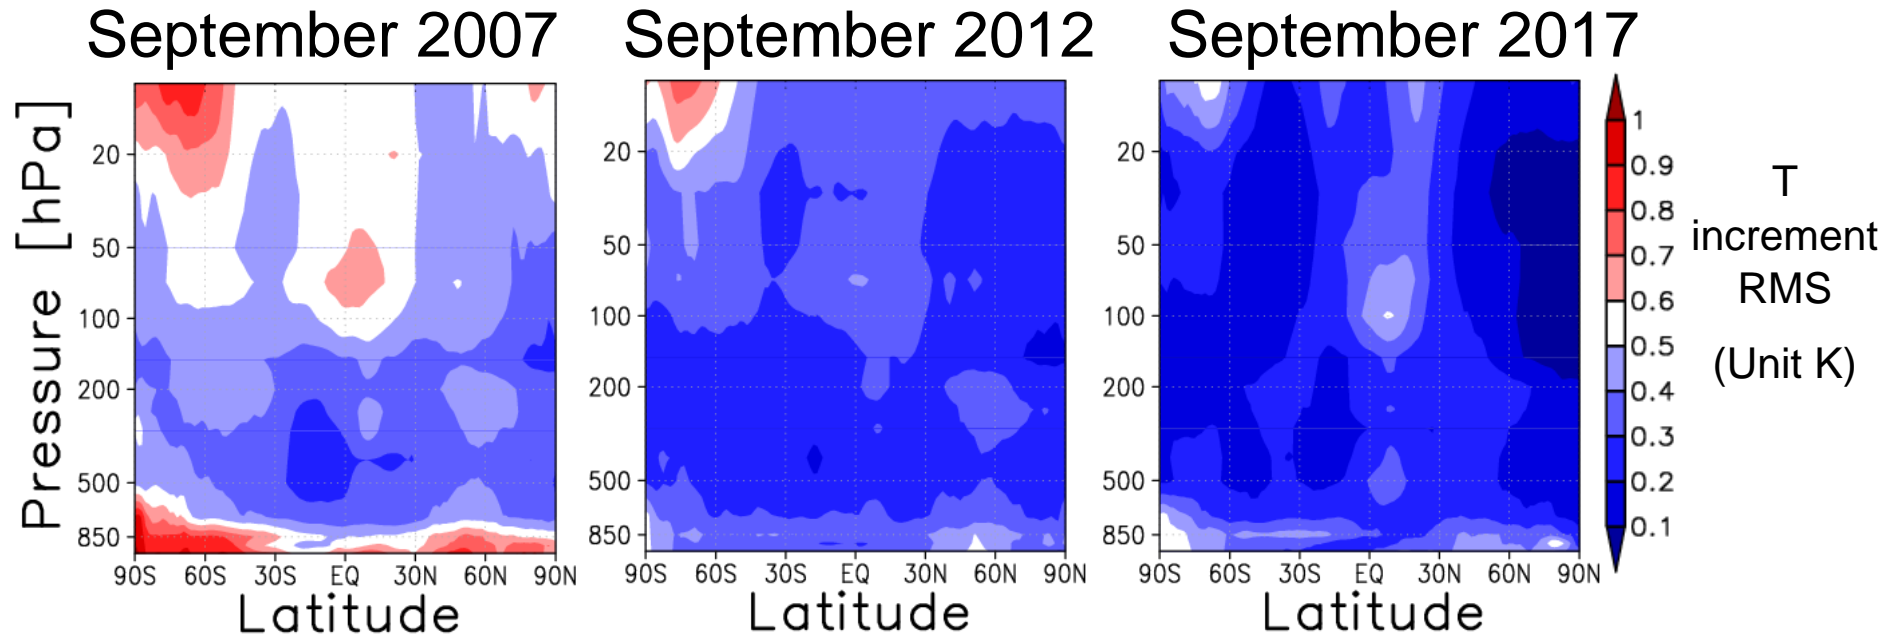 September 2007
September 2012
September 2017
Pressure [hPa]
20
50
100
200
500
850
90S 60S 30S EQ 30N 60N 90N
Latitude
20
50
100
200
500
850
90S 60S 30S EQ 30N 60N 90N
Latitude
20
50
100
200
500
850
90S 60S 30S EQ 30N 60N 90N
Latitude
1
0.9
0.8
0.7
0.6
0.5
0.4
0.3
0.2
0.1
T
increment
RMS
(Unit K)